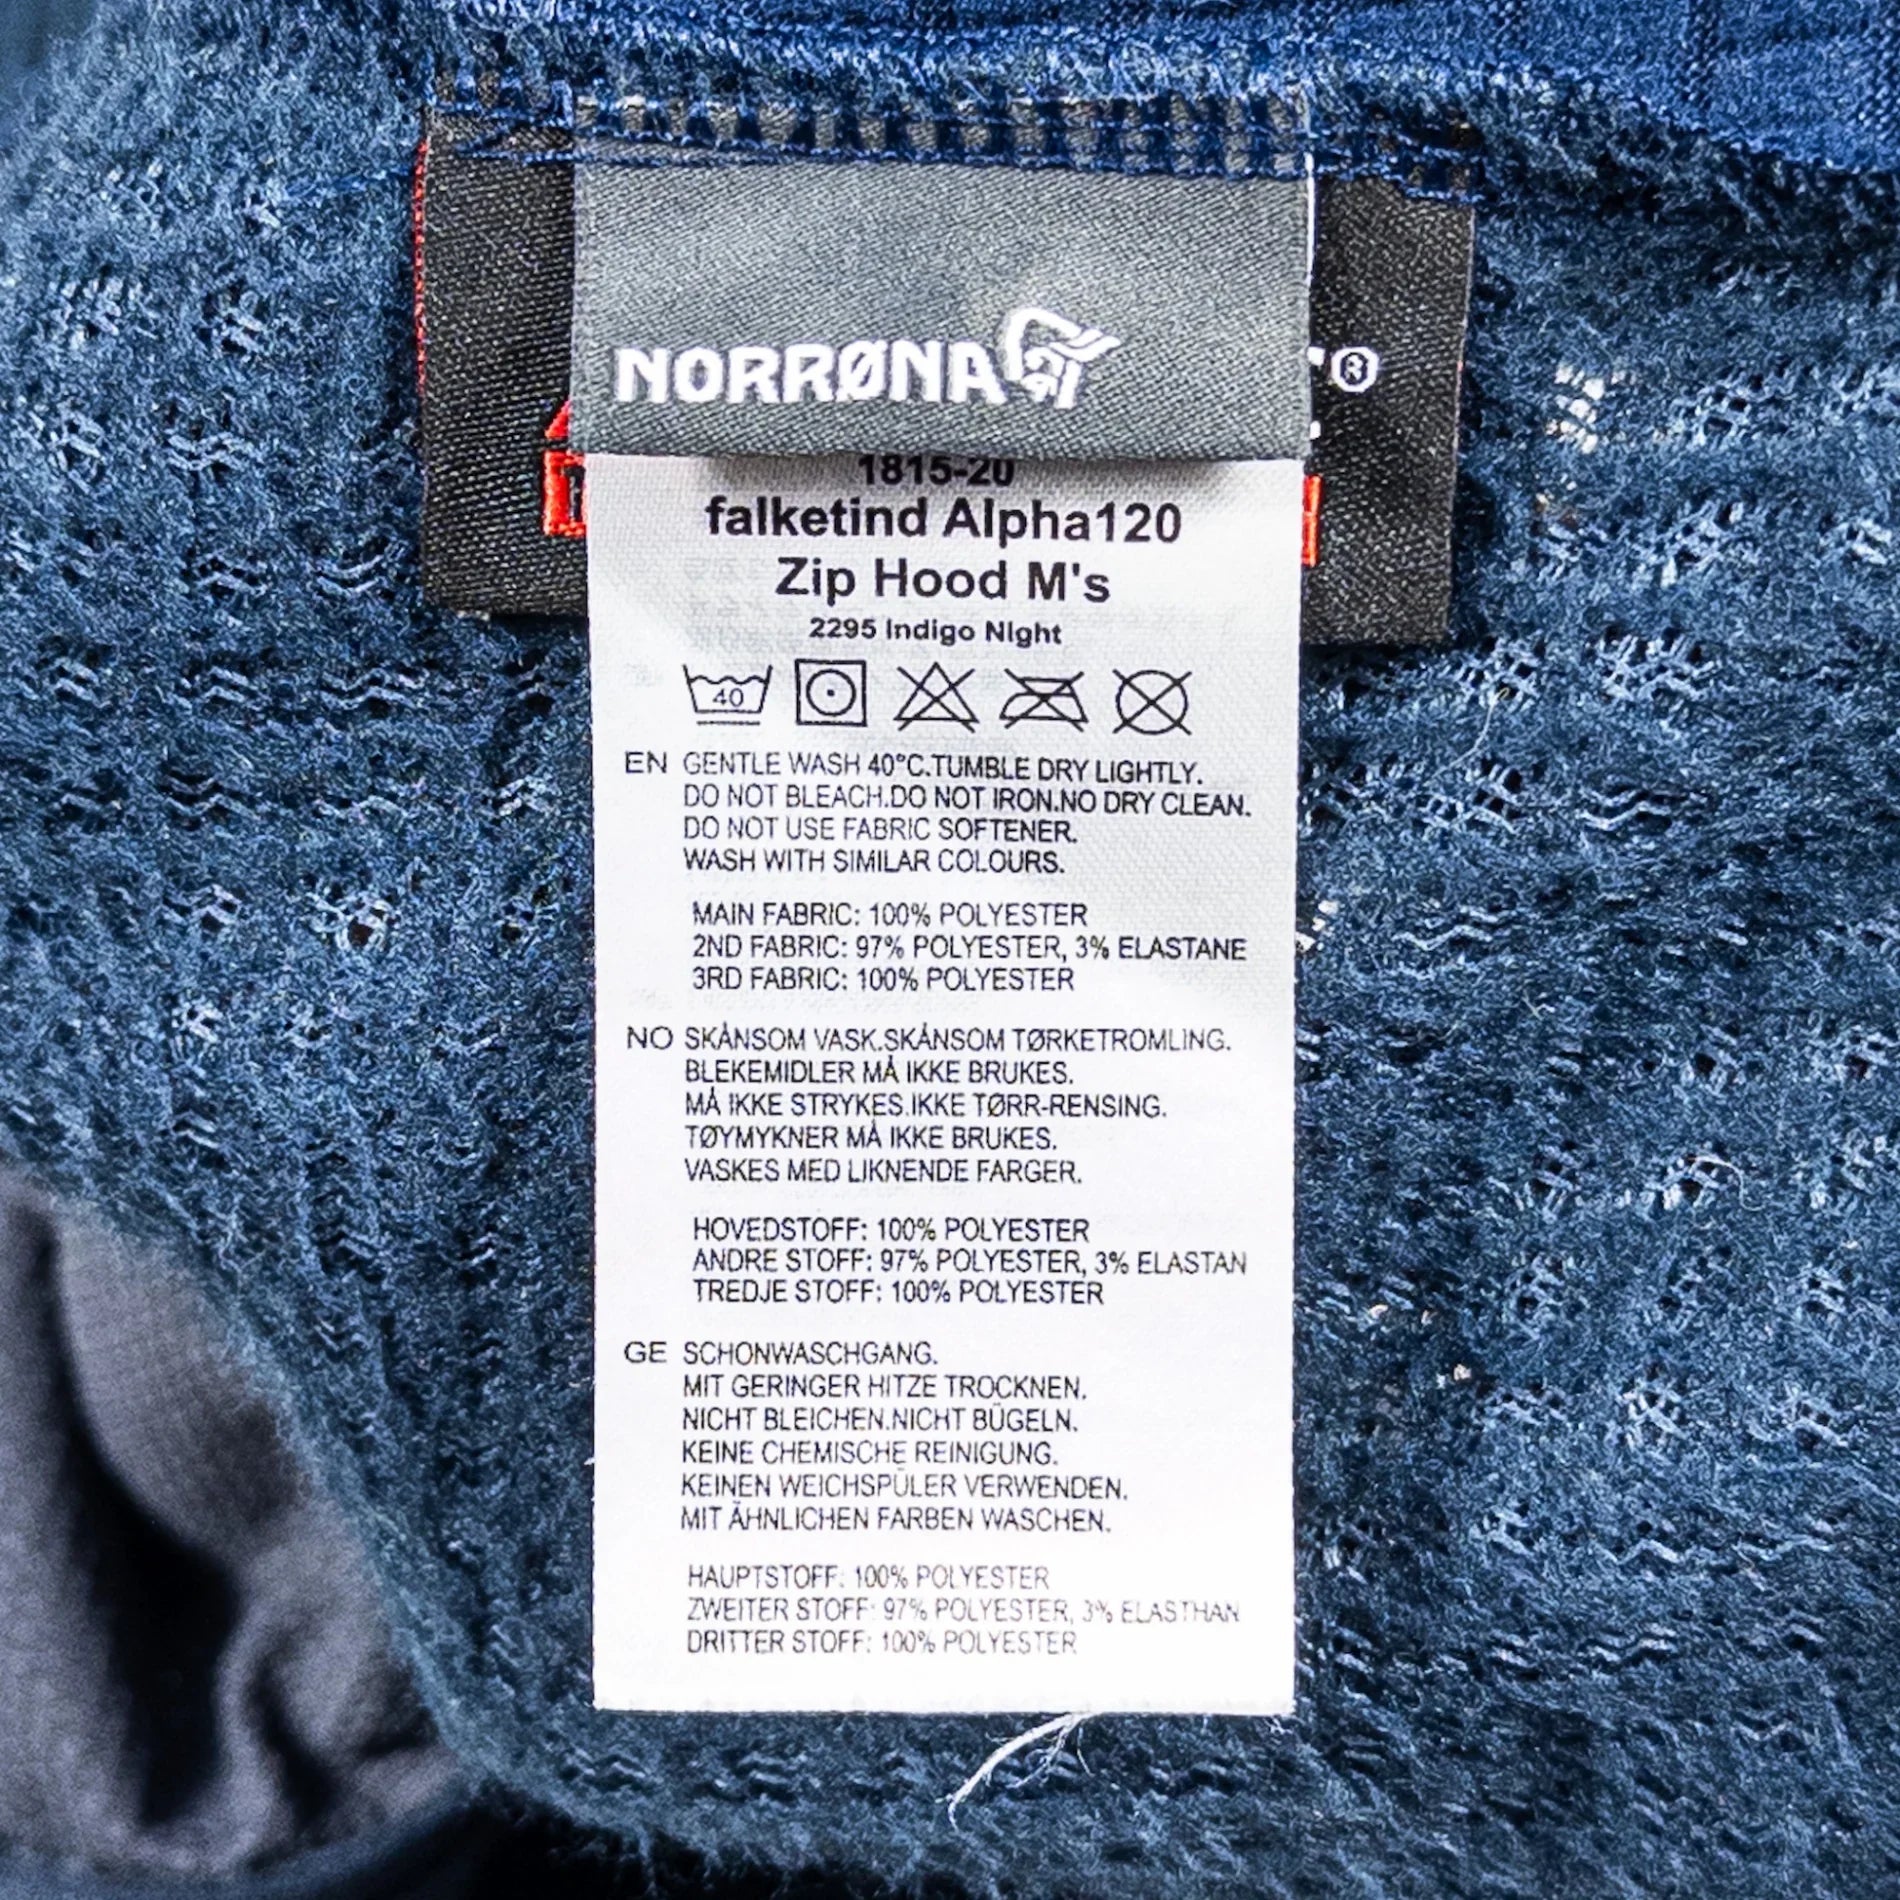 NORRØNA
®
1815-20
falketind Alpha120
Zip Hood M's
2295 Indigo Night
40
EN GENTLE WASH 40°C.TUMBLE DRY LIGHTLY.
DO NOT BLEACH.DO NOT IRON.NO DRY CLEAN.
DO NOT USE FABRIC SOFTENER.
WASH WITH SIMILAR COLOURS.
MAIN FABRIC: 100% POLYESTER
2ND FABRIC: 97% POLYESTER, 3% ELASTANE
3RD FABRIC: 100% POLYESTER
NO SKÅNSOM VASK.SKÅNSOM TØRKETROMLING.
BLEKEMIDLER MÅ IKKE BRUKES.
MÅ IKKE STRYKES.IKKE TØRR-RENSING.
TØYMYKNER MÅ IKKE BRUKES.
VASKES MED LIKNENDE FARGER.
HOVEDSTOFF: 100% POLYESTER
ANDRE STOFF: 97% POLYESTER, 3% ELASTAN
TREDJE STOFF: 100% POLYESTER
GE SCHONWASCHGANG.
MIT GERINGER HITZE TROCKNEN.
NICHT BLEICHEN.NICHT BÜGELN.
KEINE CHEMISCHE REINIGUNG.
KEINEN WEICHSPÜLER VERWENDEN.
MIT ÄHNLICHEN FARBEN WASCHEN.
HAUPTSTOFF: 100% POLYESTER
ZWEITER STOFF: 97% POLYESTER, 3% ELASTHAN
DRITTER STOFF: 100% POLYESTER